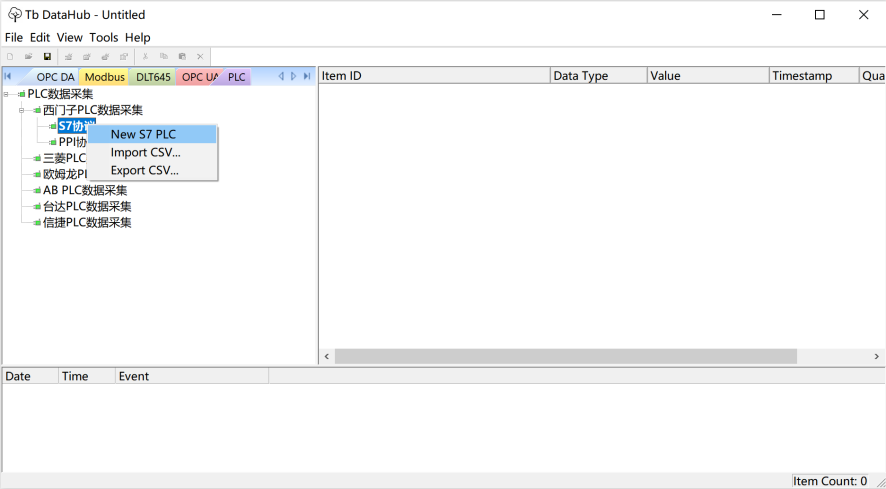 Tb DataHub - Untitled
File Edit View Tools Help
OPC DA Modbus DLT645 OPC UA PLC
Item ID Data Type Value Timestamp Qua
PLC数据采集
西门子PLC数据采集
S7协议
New S7 PLC
PPI协
Import CSV...
三菱PLC
Export CSV...
欧姆龙PL
AB PLC数据采集
台达PLC数据采集
信捷PLC数据采集
Date Time Event
Item Count: 0